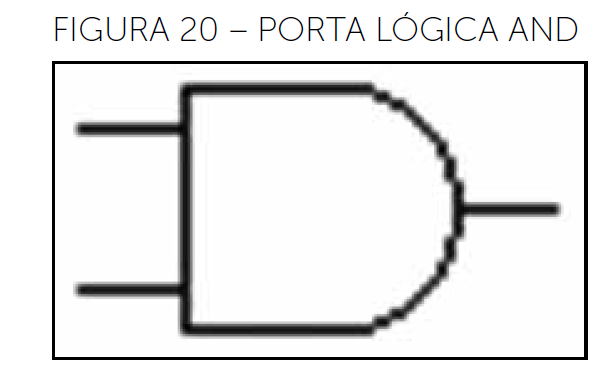 FIGURA 20 – PORTA LÓGICA AND